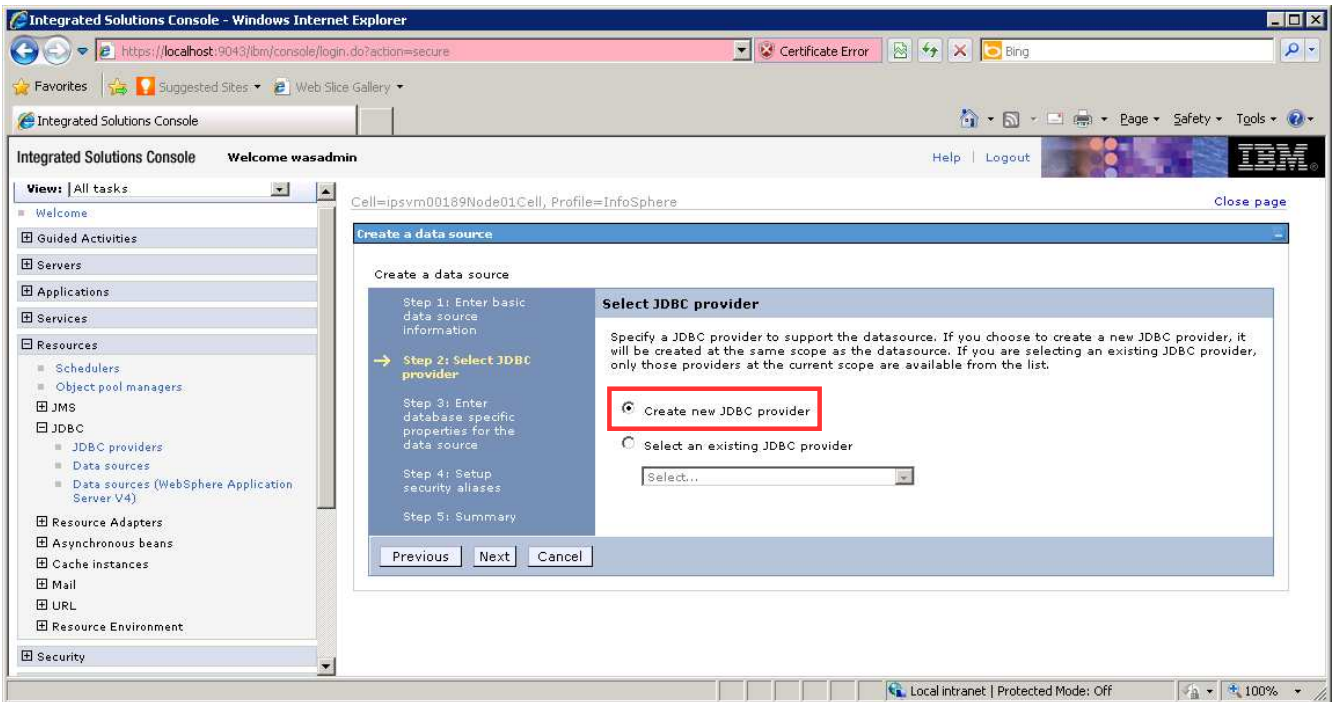 Integrated Solutions Console - Windows Internet Explorer
https://localhost:9043/ibm/console/login.do?action=secure
Certificate Error
Bing
Favorites
Suggested Sites
Web Slice Gallery
Integrated Solutions Console
Page
Safety
Tools
Integrated Solutions Console
Welcome wasadmin
Help | Logout
IBM®
View: All tasks
Welcome
Guided Activities
Servers
Applications
Services
Resources
Schedulers
Object pool managers
JMS
JDBC
JDBC providers
Data sources
Data sources (WebSphere Application
Server V4)
Resource Adapters
Asynchronous beans
Cache instances
Mail
URL
Resource Environment
Security
Cell=ipsvm00189Node01Cell, Profile=InfoSphere
Close page
Create a data source
Create a data source
Step 1: Enter basic
data source
information
Step 2: Select JDBC
provider
Step 3: Enter
database specific
properties for the
data source
Step 4: Setup
security aliases
Step 5: Summary
Select JDBC provider
Specify a JDBC provider to support the datasource. If you choose to create a new JDBC provider, it
will be created at the same scope as the datasource. If you are selecting an existing JDBC provider,
only those providers at the current scope are available from the list.
Create new JDBC provider
Select an existing JDBC provider
Select...
Previous
Next
Cancel
Local intranet | Protected Mode: Off
100%